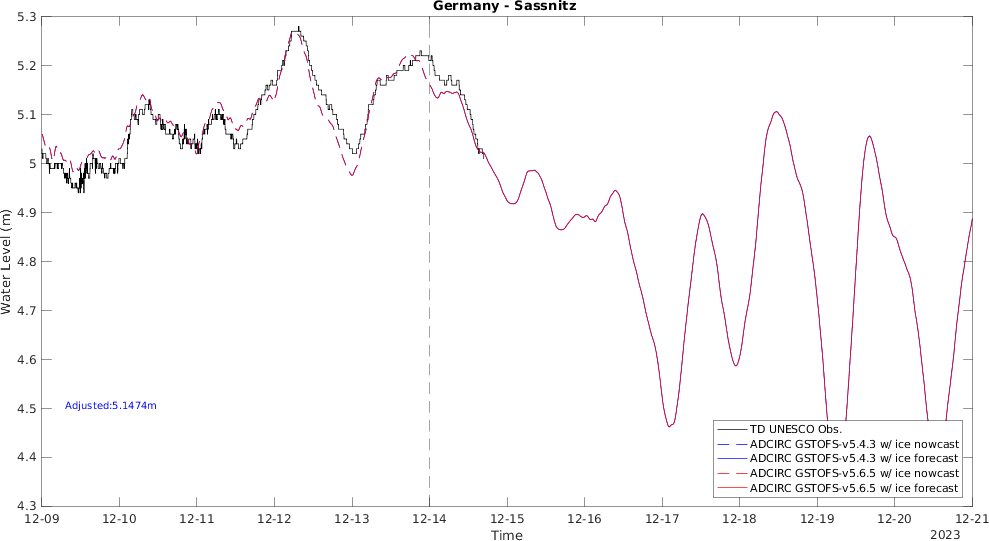 Germany - Sassnitz
5.3
5.2
5.1
5
4.9
4.8
4.7
4.6
4.5
4.4
4.3
Water Level (m)
Adjusted:5.1474m
TD UNESCO Obs.
ADCIRC GSTOFS-v5.4.3 w/ ice nowcast
ADCIRC GSTOFS-v5.4.3 w/ ice forecast
ADCIRC GSTOFS-v5.6.5 w/ ice nowcast
ADCIRC GSTOFS-v5.6.5 w/ ice forecast
12-09 12-10 12-11 12-12 12-13 12-14 12-15 12-16 12-17 12-18 12-19 12-20 12-21
Time
2023